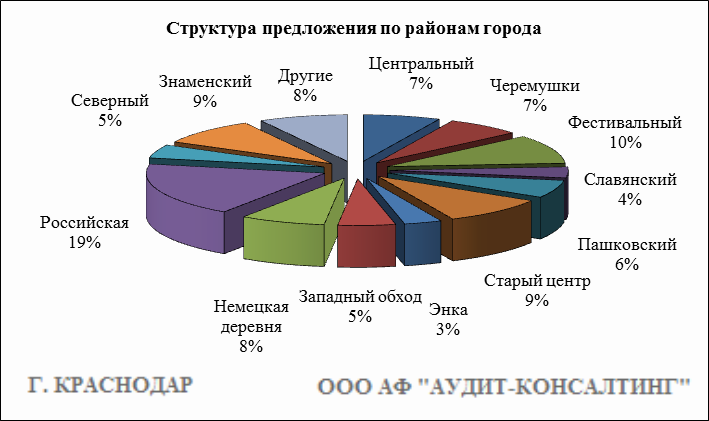 Структура предложения по районам города
Центральный
7%
Черемушки
7%
Фестивальный
10%
Славянский
4%
Пашковский
6%
Старый центр
9%
Энка
3%
Западный обход
5%
Немецкая
деревня
8%
Российская
19%
Северный
5%
Знаменский
9%
Другие
8%
Г. КРАСНОДАР
ООО АФ "АУДИТ-КОНСАЛТИНГ"